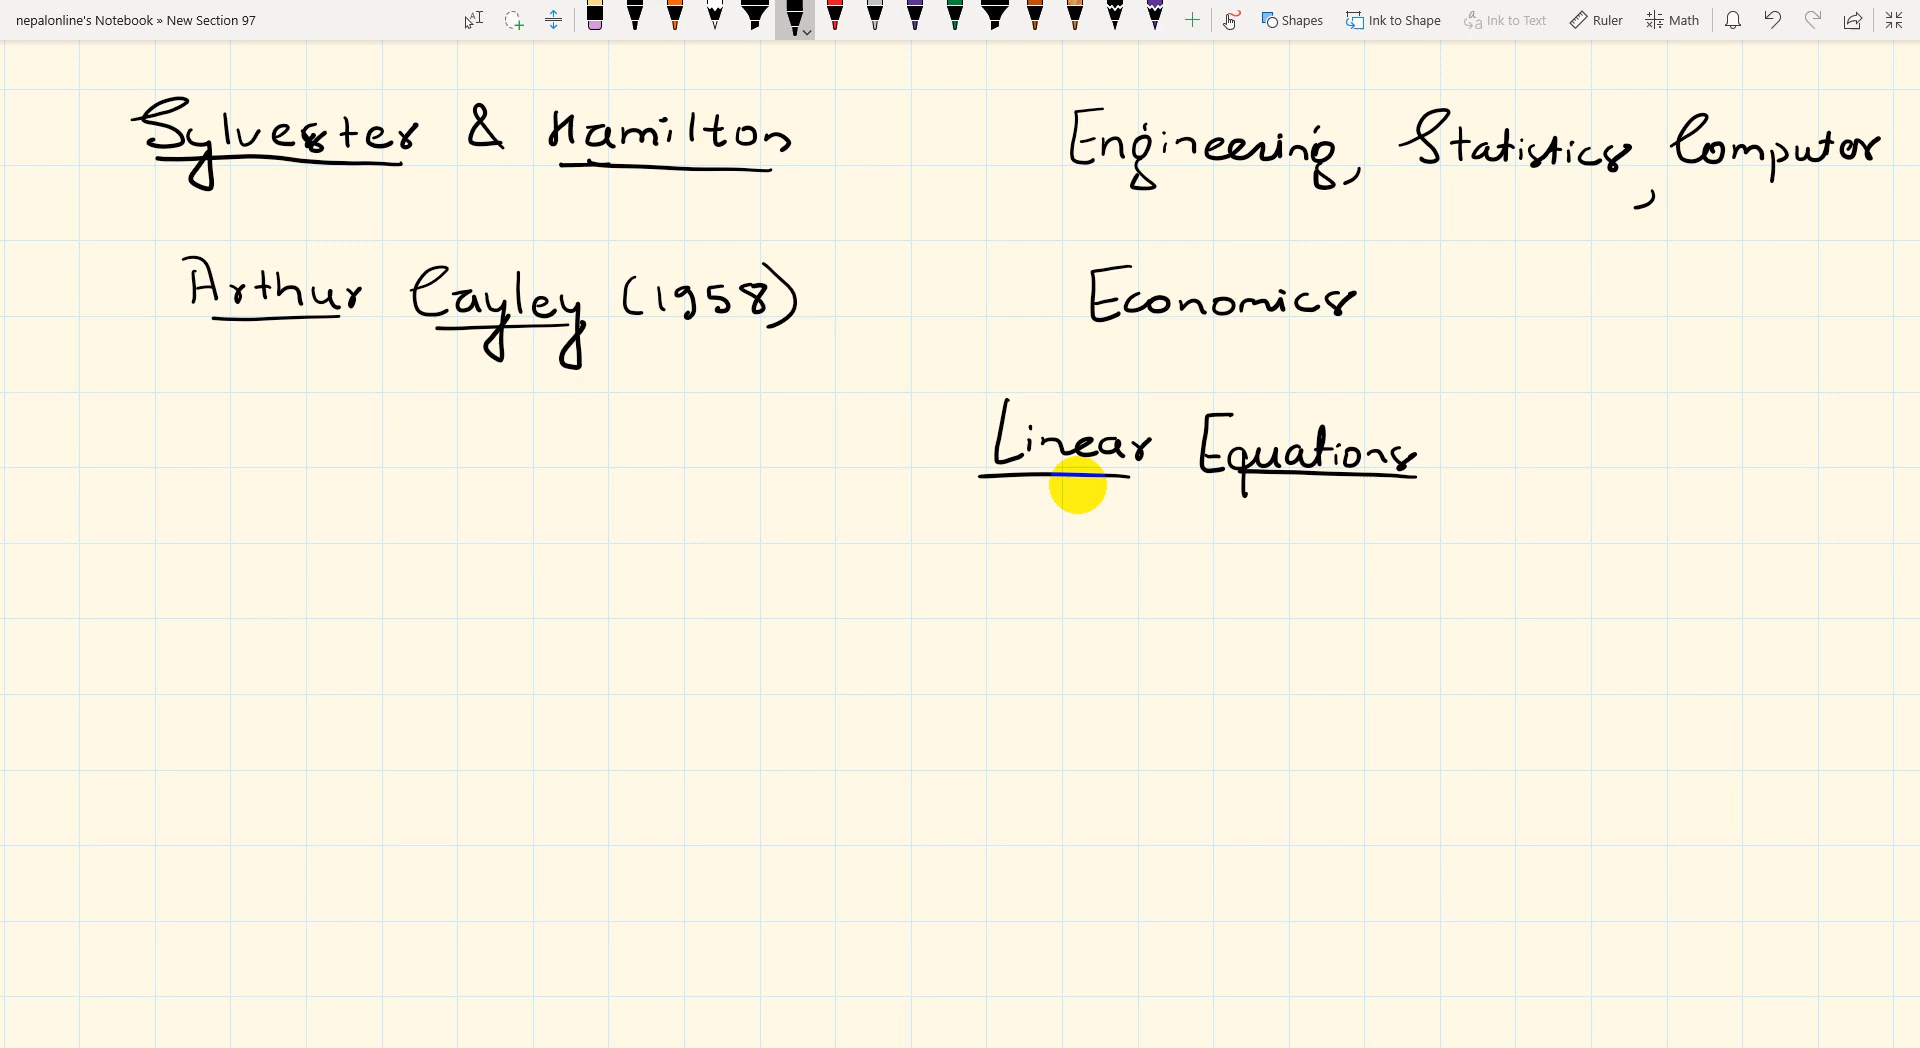 nepalonline's Notebook » New Section 97
Shapes Ink to Shape Ink to Text Ruler Math
Sylvester & Hamilton
Arthur Cayley (1958)
Engineering, Statistics, Computer
Economics
Linear Equations